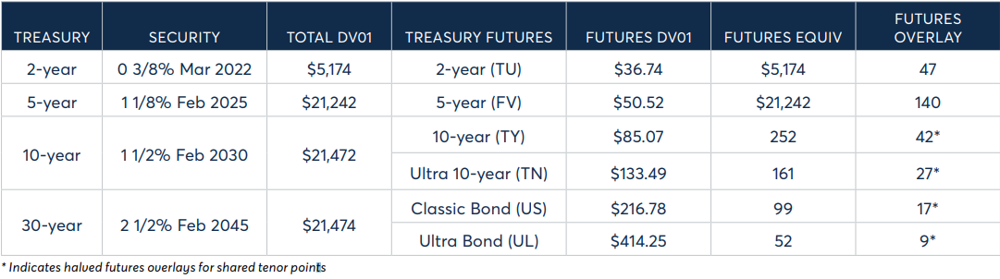 TREASURY SECURITY TOTAL DV01 TREASURY FUTURES FUTURES DV01 FUTURES EQUIV FUTURES OVERLAY
2-year 0 3/8% Mar 2022 $5,174 2-year (TU) $36.74 $5,174 47
5-year 1 1/8% Feb 2025 $21,242 5-year (FV) $50.52 $21,242 140
10-year 1 1/2% Feb 2030 $21,472 10-year (TY) $85.07 252 42*
Ultra 10-year (TN) $133.49 161 27*
30-year 2 1/2% Feb 2045 $21,474 Classic Bond (US) $216.78 99 17*
Ultra Bond (UL) $414.25 52 9*
* Indicates halved futures overlays for shared tenor points